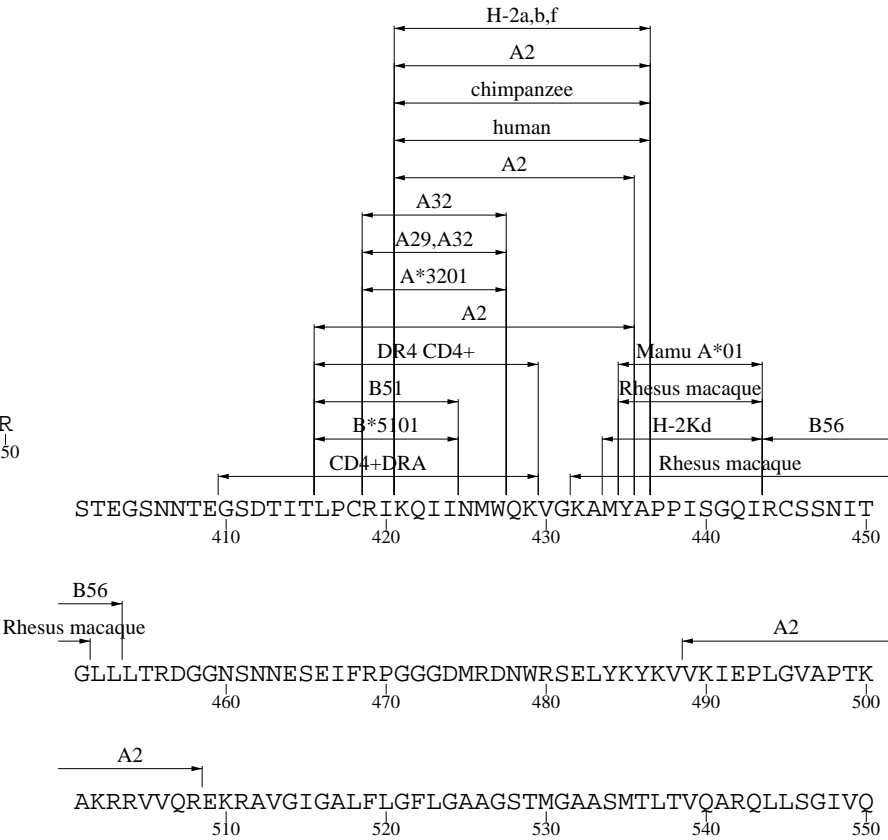 H-2a,b,f
A2
chimpanzee
human
A2
A32
A29,A32
A*3201
A2
DR4 CD4+ Mamu A*01
B51 Rhesus macaque
B*5101 H-2Kd B56
CD4+DRA Rhesus macaque
R
50
STEGSNNTEGSDTITLPCRIKQIINMWQKVGKAMYAPPISGQIRCSSNIT
410 420 430 440 450
B56
Rhesus macaque A2
GLLLTRDGGNSNNESEIFRPGGGDMRDNWRSELYKYKVVKIEPLGVAPTK
460 470 480 490 500
A2
AKRRVVQREKRAVGIGALFLGFLGAAGSTMGAASMTLTVQARQLLSGIVQ
510 520 530 540 550